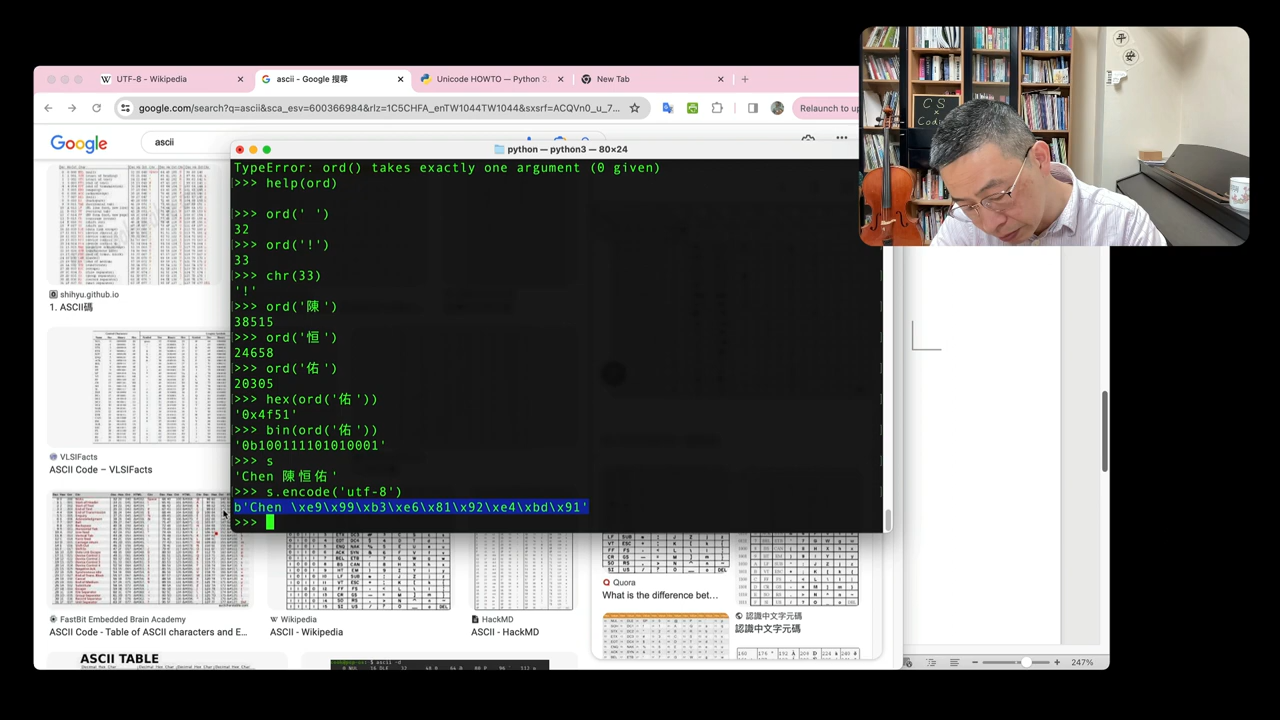 UTF-8 - Wikipedia
ascii - Google 搜尋
Unicode HOWTO — Python 3.
New Tab
google.com/search?q=ascii&sca_esv=600366984&rlz=1C5CHFA_enTW1044TW1044&sxsrf=ACQVn0_u_7...
Relaunch to up
Google
ascii
python — python3 — 80×24
TypeError: ord() takes exactly one argument (0 given)
>>> help(ord)
>>> ord(' ')
32
>>> ord('!')
33
>>> chr(33)
'!'
>>> ord('陳')
38515
>>> ord('恒')
24658
>>> ord('佑')
20305
>>> hex(ord('佑'))
'0x4f51'
>>> bin(ord('佑'))
'0b100111101010001'
>>> s
'Chen 陳恒佑'
>>> s.encode('utf-8')
b'Chen \xe9\x99\xb3\xe6\x81\x92\xe4\xbd\x91'
>>>
shihyu.github.io
1. ASCII碼
VLSIFacts
ASCII Code – VLSIFacts
FastBit Embedded Brain Academy
ASCII Code - Table of ASCII characters and E...
Wikipedia
ASCII - Wikipedia
HackMD
ASCII - HackMD
Quora
What is the difference bet...
認識中文字元碼
認識中文字元碼
ASCII TABLE
247%
CS
×
Coding
平
安